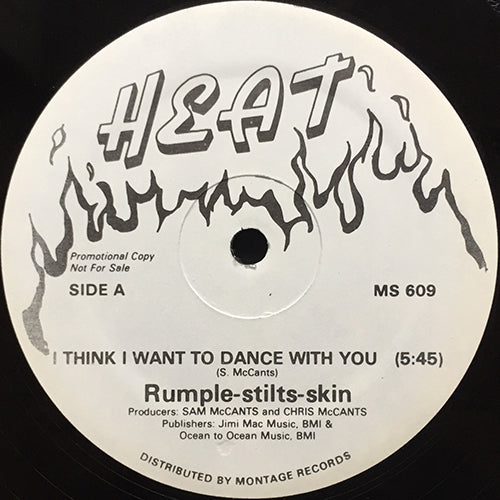 HEAT
Promotional Copy
Not For Sale
SIDE A
MS 609
I THINK I WANT TO DANCE WITH YOU (5:45)
(S. McCants)
Rumple-stilts-skin
Producers: SAM McCANTS and CHRIS McCANTS
Publishers: Jimi Mac Music, BMI &
Ocean to Ocean Music, BMI
DISTRIBUTED BY MONTAGE RECORDS